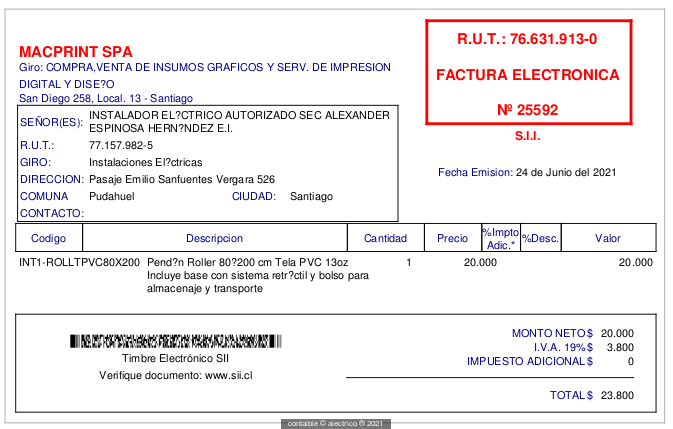 MACPRINT SPA
Giro: COMPRA,VENTA DE INSUMOS GRAFICOS Y SERV. DE IMPRESION
DIGITAL Y DISE?O
San Diego 258, Local. 13 - Santiago
R.U.T.: 76.631.913-0
FACTURA ELECTRONICA
Nº 25592
S.I.I.
Fecha Emision: 24 de Junio del 2021
SEÑOR(ES): INSTALADOR EL?CTRICO AUTORIZADO SEC ALEXANDER
ESPINOSA HERN?NDEZ E.I.
R.U.T.: 77.157.982-5
GIRO: Instalaciones El?ctricas
DIRECCION: Pasaje Emilio Sanfuentes Vergara 526
COMUNA Pudahuel CIUDAD: Santiago
CONTACTO:
Codigo Descripcion Cantidad Precio %Impto Adic.* %Desc. Valor
INT1-ROLLTPVC80X200 Pend?n Roller 80?200 cm Tela PVC 13oz 1 20.000 20.000
Incluye base con sistema retr?ctil y bolso para
almacenaje y transporte
Timbre Electrónico SII
Verifique documento: www.sii.cl
MONTO NETO $ 20.000
I.V.A. 19% $ 3.800
IMPUESTO ADICIONAL $ 0
TOTAL $ 23.800
contaible © alectrico ® 2021